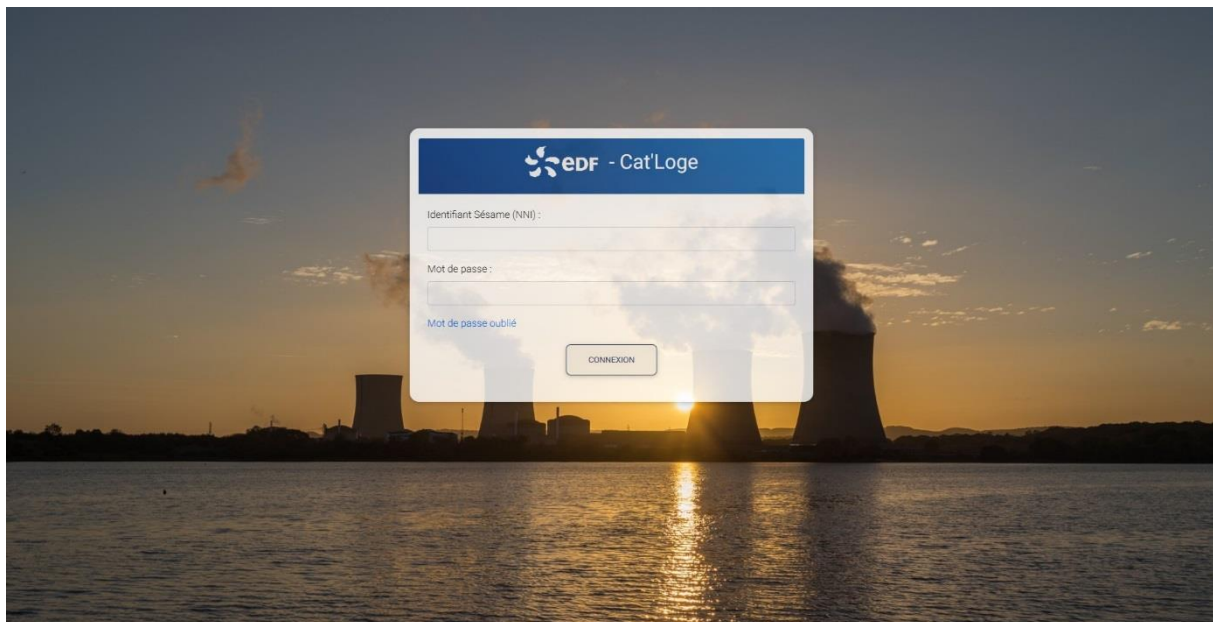 eDF - Cat'Loge
Identifiant Sésame (NNI) :
Mot de passe :
Mot de passe oublié
CONNEXION